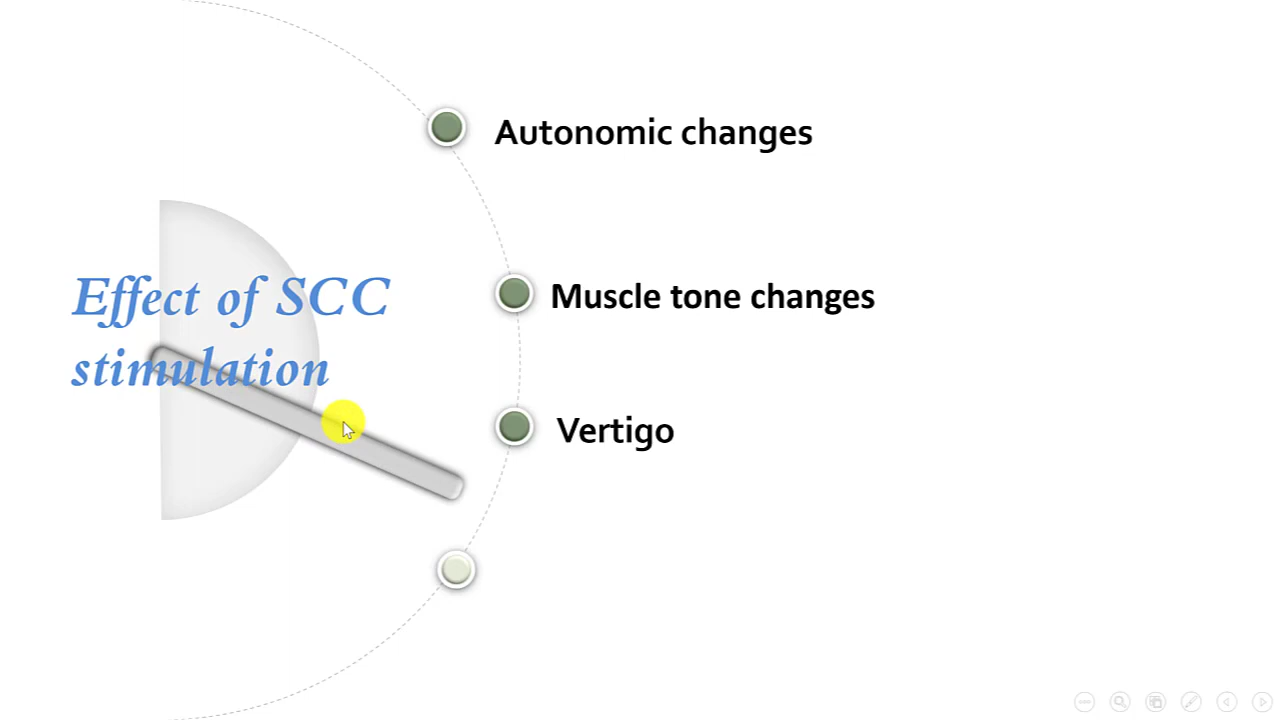 Autonomic changes
Effect of SCC
stimulation
Muscle tone changes
Vertigo